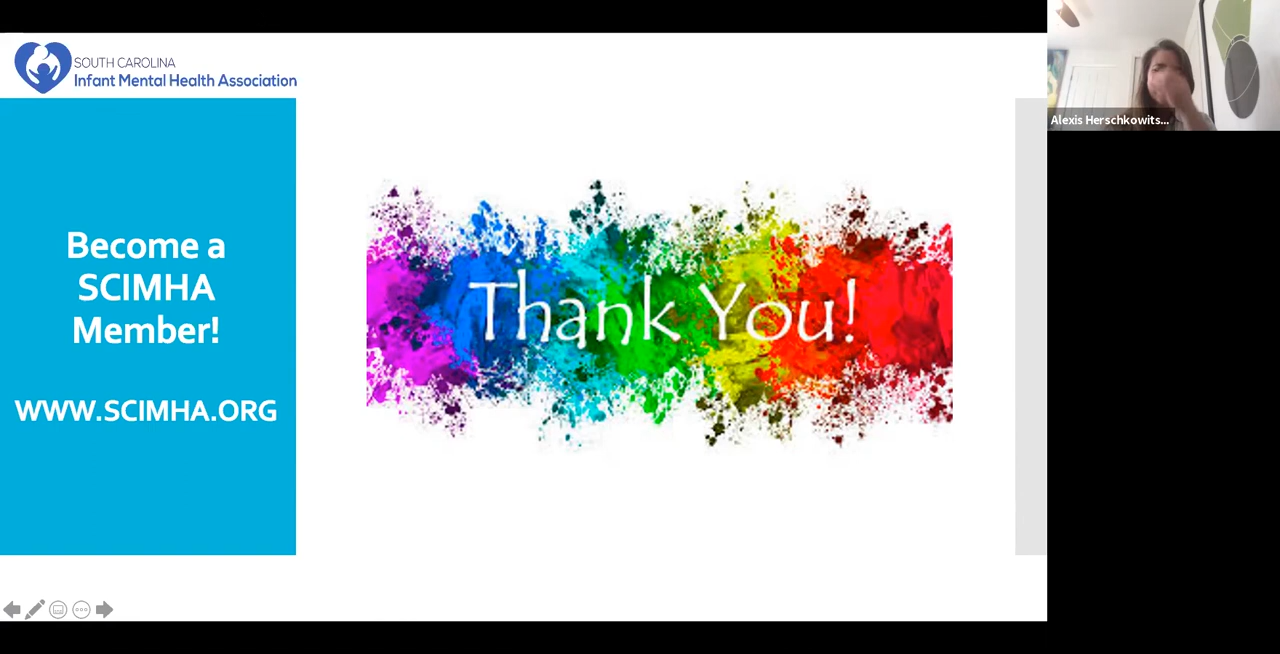 SOUTH CAROLINA
Infant Mental Health Association
Alexis Herschkowits...
Become a
SCIMHA
Member!
WWW.SCIMHA.ORG
Thank You!